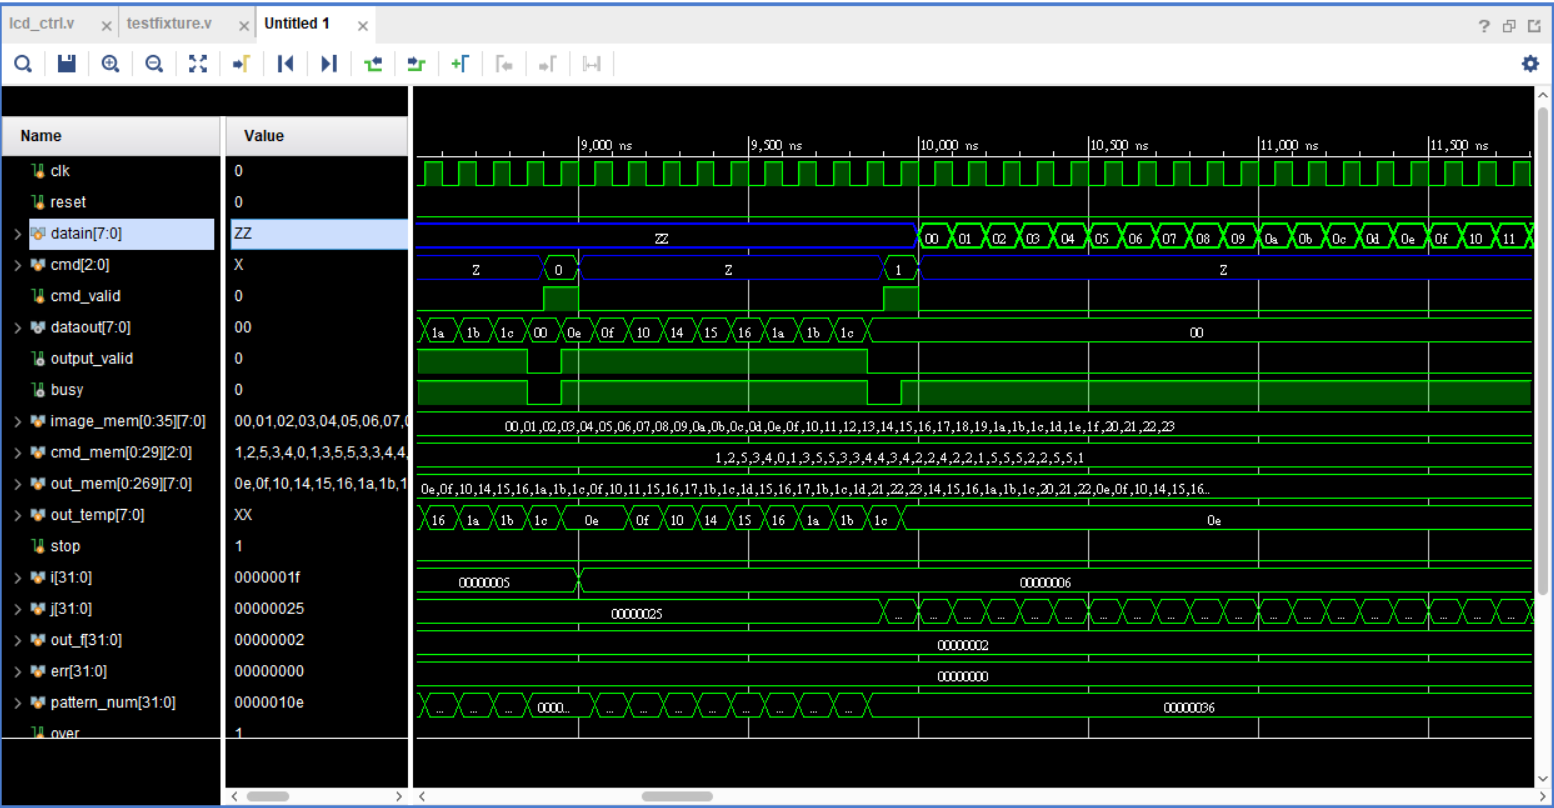 lcd_ctrl.v × testfixture.v × Untitled 1 × ?
Name Value
9,000 ns 9,500 ns 10,000 ns 10,500 ns 11,000 ns 11,500 ns
clk 0
reset 0
datain[7:0] ZZ ZZ 00 01 02 03 04 05 06 07 08 09 0a 0b 0c 0d 0e 0f 10 11
cmd[2:0] X Z 0 Z 1 Z
cmd_valid 0
dataout[7:0] 00 1a 1b 1c 00 0e 0f 10 14 15 16 1a 1b 1c 00
output_valid 0
busy 0
image_mem[0:35][7:0] 00,01,02,03,04,05,06,07,0 00,01,02,03,04,05,06,07,08,09,0a,0b,0c,0d,0e,0f,10,11,12,13,14,15,16,17,18,19,1a,1b,1c,1d,1e,1f,20,21,22,23
cmd_mem[0:29][2:0] 1,2,5,3,4,0,1,3,5,5,3,3,4,4, 1,2,5,3,4,0,1,3,5,5,3,3,4,4,3,4,2,2,4,2,2,1,5,5,5,2,2,5,5,1
out_mem[0:269][7:0] 0e,0f,10,14,15,16,1a,1b,1 0e,0f,10,14,15,16,1a,1b,1c,0f,10,11,15,16,17,1b,1c,1d,15,16,17,1b,1c,1d,21,22,23,14,15,16,1a,1b,1c,20,21,22,0e,0f,10,14,15,16...
out_temp[7:0] XX 16 1a 1b 1c 0e 0f 10 14 15 16 1a 1b 1c 0e
stop 1
i[31:0] 0000001f 00000005 00000006
j[31:0] 00000025 00000025 ... ... ... ... ... ... ... ... ... ... ... ... ... ... ... ... ... ... ...
out_f[31:0] 00000002 00000002
err[31:0] 00000000 00000000
pattern_num[31:0] 0000010e ... ... ... 0000... ... ... ... ... ... ... ... ... 00000036
over 1